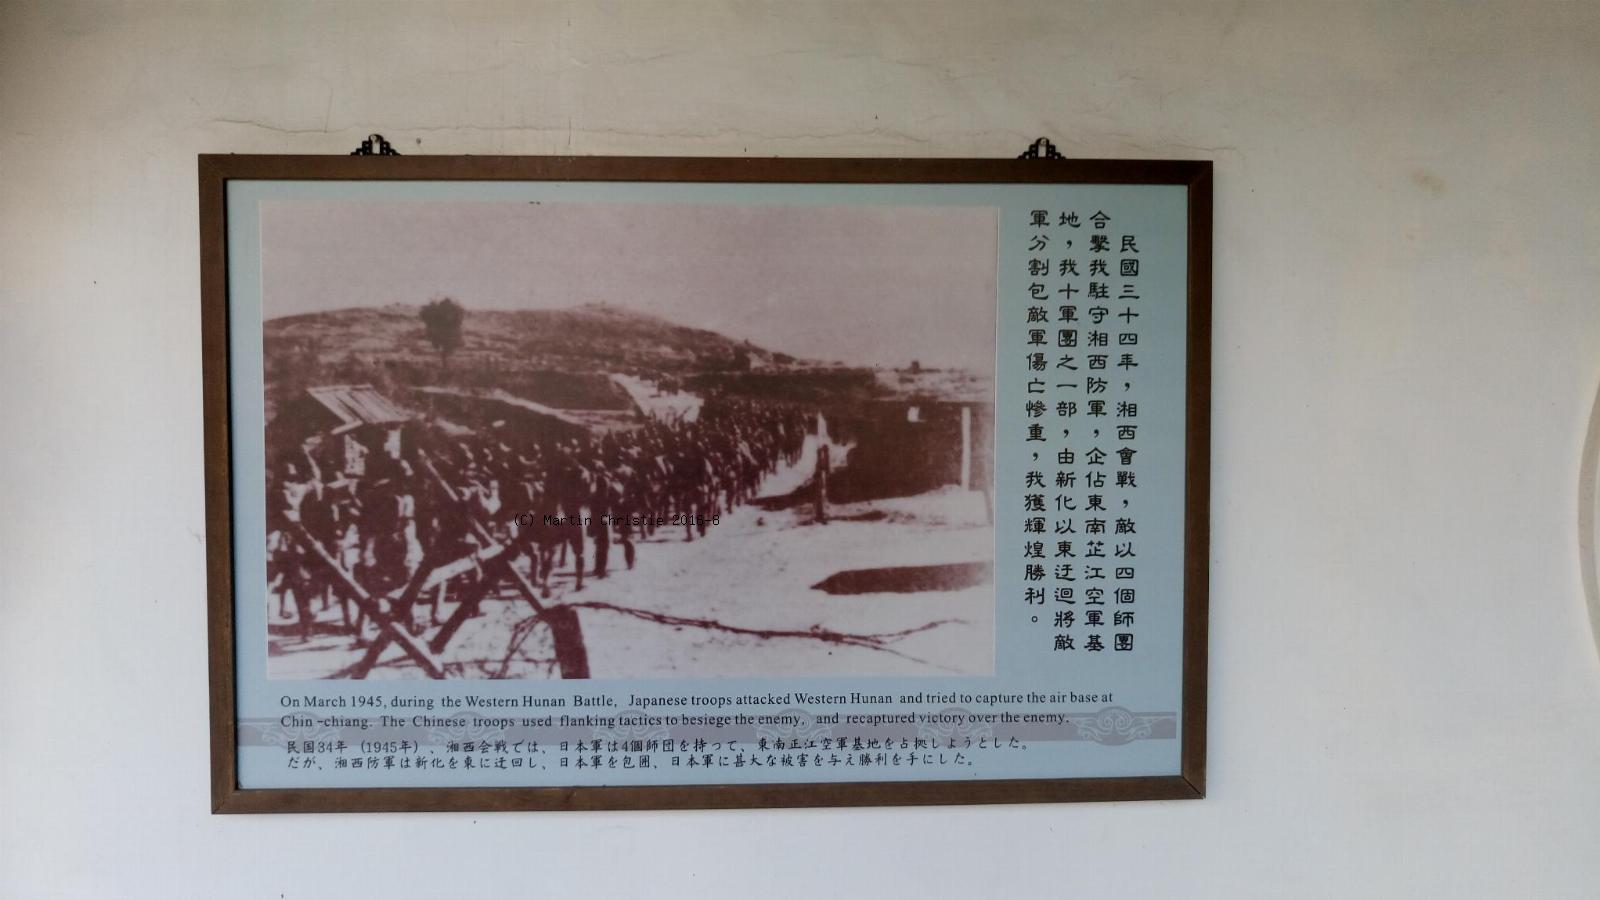 民國三十四年，湘西會戰，敵以四個師團
合擊我駐守湘西防軍，企佔東南芷江空軍基
地，我十軍團之一部，由新化以東迂迴將敵
軍分割包敵軍傷亡慘重，我獲輝煌勝利。
(C) Martin Christie 2016-8
On March 1945, during the Western Hunan Battle, Japanese troops attacked Western Hunan and tried to capture the air base at
Chin-chiang. The Chinese troops used flanking tactics to besiege the enemy, and recaptured victory over the enemy.
民国34年（1945年）、湘西会戦では、日本軍は4個師団を持って、東南正江空軍基地を占拠しようとした。
だが、湘西防軍は新化を東に迂回し、日本軍を包囲、日本軍に甚大な被害を与え勝利を手にした。